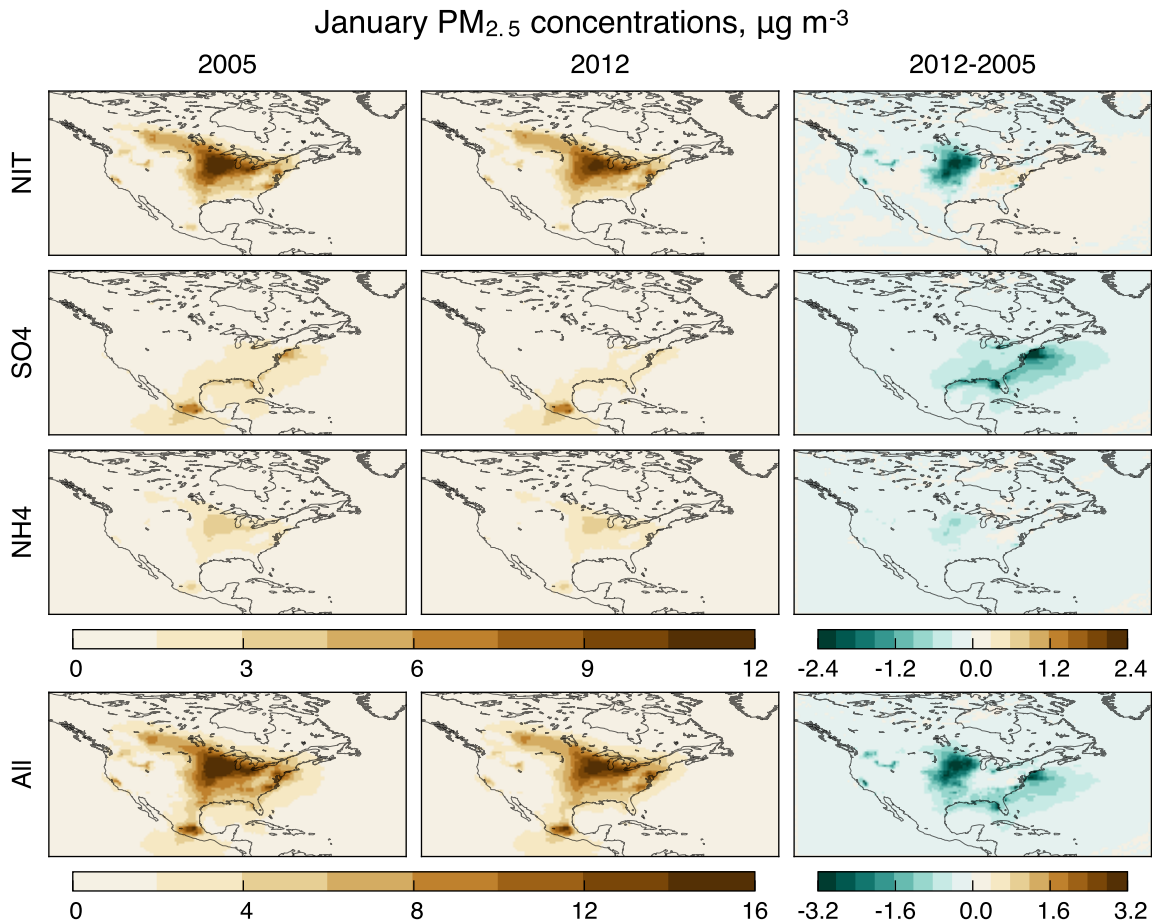 January PM2.5 concentrations, µg m-3
2005 2012 2012-2005
NIT
SO4
NH4
0 3 6 9 12 -2.4 -1.2 0.0 1.2 2.4
All
0 4 8 12 16 -3.2 -1.6 0.0 1.6 3.2